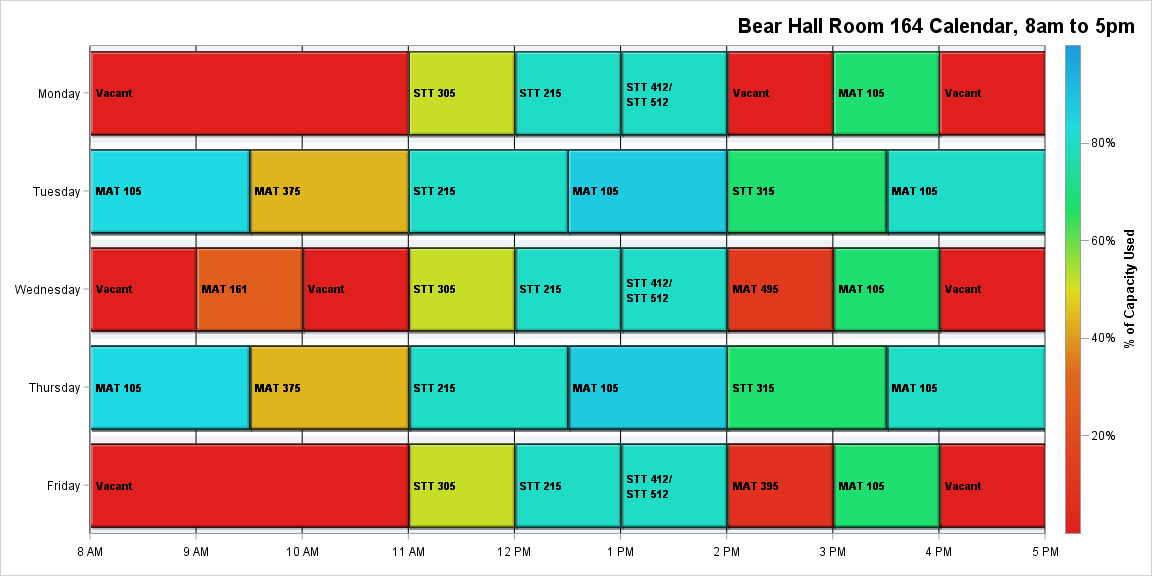 Bear Hall Room 164 Calendar, 8am to 5pm
Monday
Vacant
STT 305
STT 215
STT 412/
STT 512
Vacant
MAT 105
Vacant
Tuesday
MAT 105
MAT 375
STT 215
MAT 105
STT 315
MAT 105
Wednesday
Vacant
MAT 161
Vacant
STT 305
STT 215
STT 412/
STT 512
MAT 495
MAT 105
Vacant
Thursday
MAT 105
MAT 375
STT 215
MAT 105
STT 315
MAT 105
Friday
Vacant
STT 305
STT 215
STT 412/
STT 512
MAT 395
MAT 105
Vacant
8 AM
9 AM
10 AM
11 AM
12 PM
1 PM
2 PM
3 PM
4 PM
5 PM
80%
60%
40%
20%
% of Capacity Used